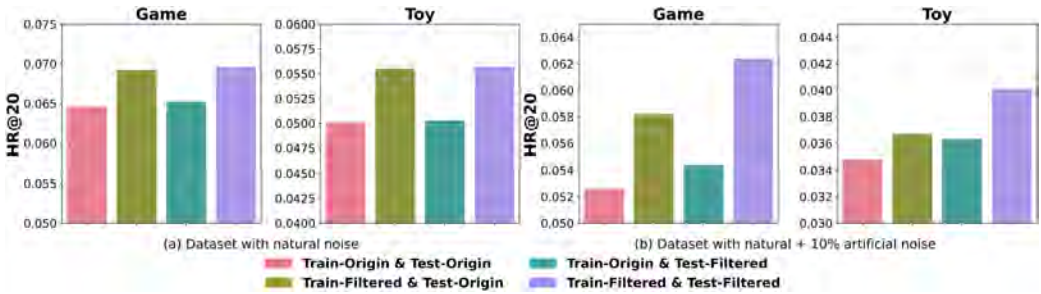 Game
Toy
Game
Toy
HR@20
0.075
0.070
0.065
0.060
0.055
0.050
0.0600
0.0575
0.0550
0.0525
0.0500
0.0475
0.0450
0.0425
0.0400
HR@20
0.064
0.062
0.060
0.058
0.056
0.054
0.052
0.050
0.044
0.042
0.040
0.038
0.036
0.034
0.032
0.030
(a) Dataset with natural noise
(b) Dataset with natural + 10% artificial noise
Train-Origin & Test-Origin
Train-Origin & Test-Filtered
Train-Filtered & Test-Origin
Train-Filtered & Test-Filtered